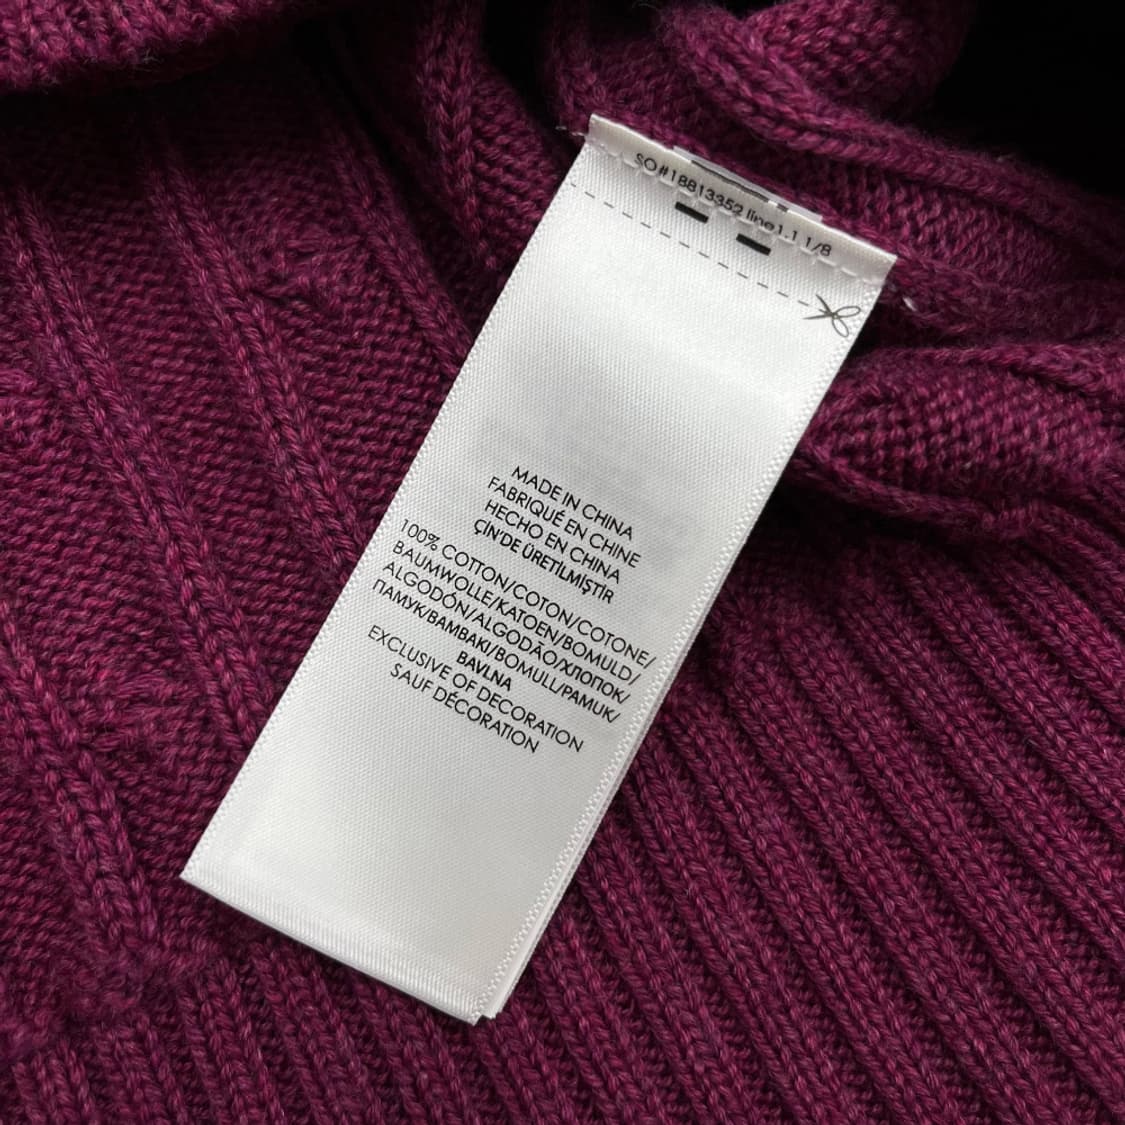 SO#18813352 line1.1 1/8
MADE IN CHINA
FABRIQUÉ EN CHINE
HECHO EN CHINA
ÇİN'DE ÜRETİLMİŞTİR
100% COTTON/COTON/COTONE/
BAUMWOLLE/KATOEN/BOMULD/
ALGODÓN/ALGODÃO/ХЛОПОК/
ПАМУК/BAMBAKI/BOMULL/PAMUK/
BAVLNA
EXCLUSIVE OF DECORATION
SAUF DÉCORATION